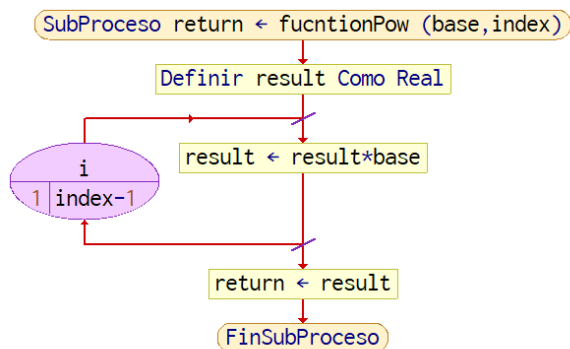 SubProceso return ← fucntionPow (base,index)
Definir result Como Real
i
1 index-1
result ← result*base
return ← result
FinSubProceso